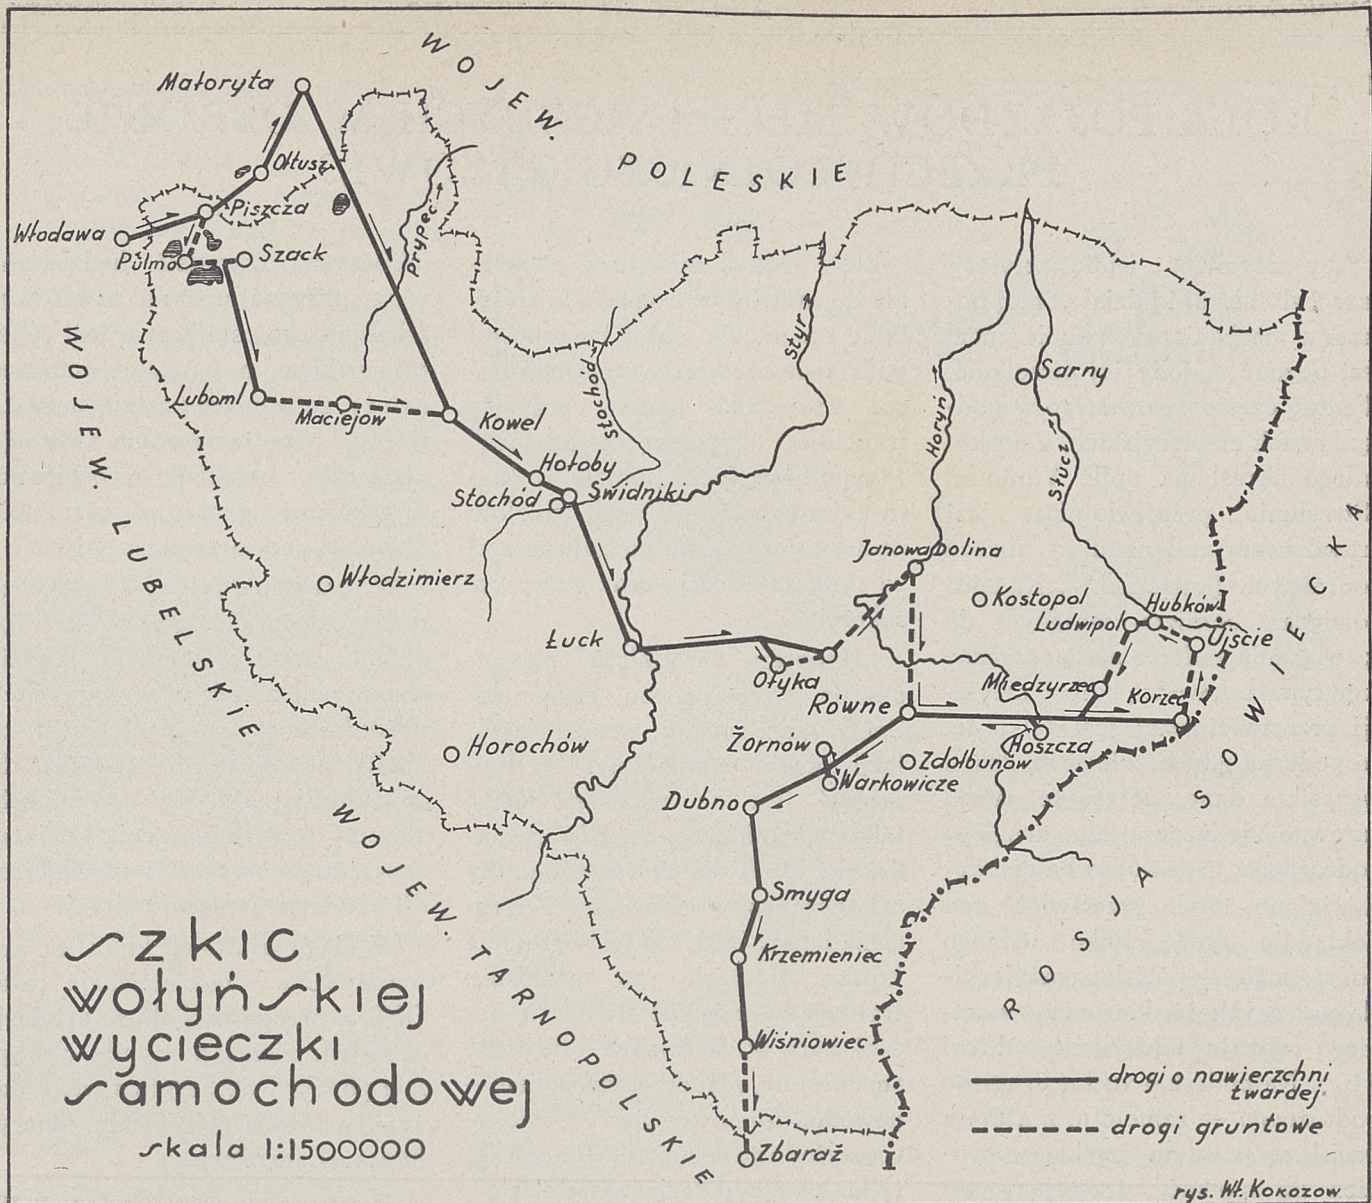 WOJEW. POLESKIE
Małoryta
Ołtusz
Piszcza
Włodawa
Pulmo
Szack
Prypeć
WOJEW. LUBELSKIE
Luboml
Maciejow
Kowel
Hołoby
Stochód
Świdniki
Stochód
Styr
Horyń
Słucz
Sarny
Włodzimierz
Janowa polina
Kostopol
Hubków
Ludwipol
Ujście
Łuck
Ołyka
Miedzyrzec
Korzec
Równe
Hoszcza
Horochów
Żornów
Zdołbunów
Warkowicze
Dubno
Smyga
Krzemieniec
Wiśniowiec
Zbaraż
WOJEW. TARNOPOLSKIE
ROSJA SOWIECKA
szkic
wołyńskiej
wycieczki
samochodowej
skala 1:1500000
drogi o nawierzchni
twardej
drogi gruntowe
rys. Wł. Kokozow